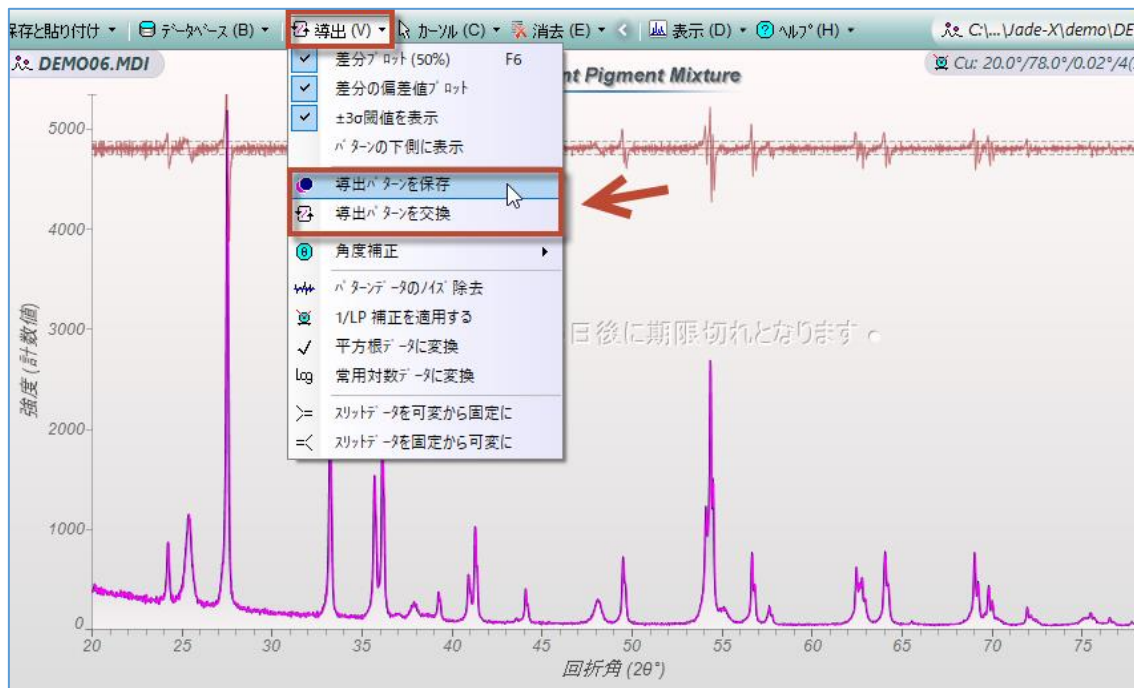 保存と貼り付け データベース (B) 導出 (V) カーソル (C) 消去 (E) 表示 (D) ヘルプ (H) C:\...\Jade-X\demo\DE
DEMO06.MDI
nt Pigment Mixture
Cu: 20.0°/78.0°/0.02°/4(
差分プロット (50%) F6
差分の偏差値プロット
±3σ閾値を表示
パターンの下側に表示
導出パターンを保存
導出パターンを交換
角度補正
パターンデータのノイズ除去
1/LP 補正を適用する
平方根データに変換
Log 常用対数データに変換
>= スリットデータを可変から固定に
=< スリットデータを固定から可変に
日後に期限切れとなります。
強度 (計数値)
5000
4000
3000
2000
1000
0
20 25 30 35 40 45 50 55 60 65 70 75
回折角 (2θ°)